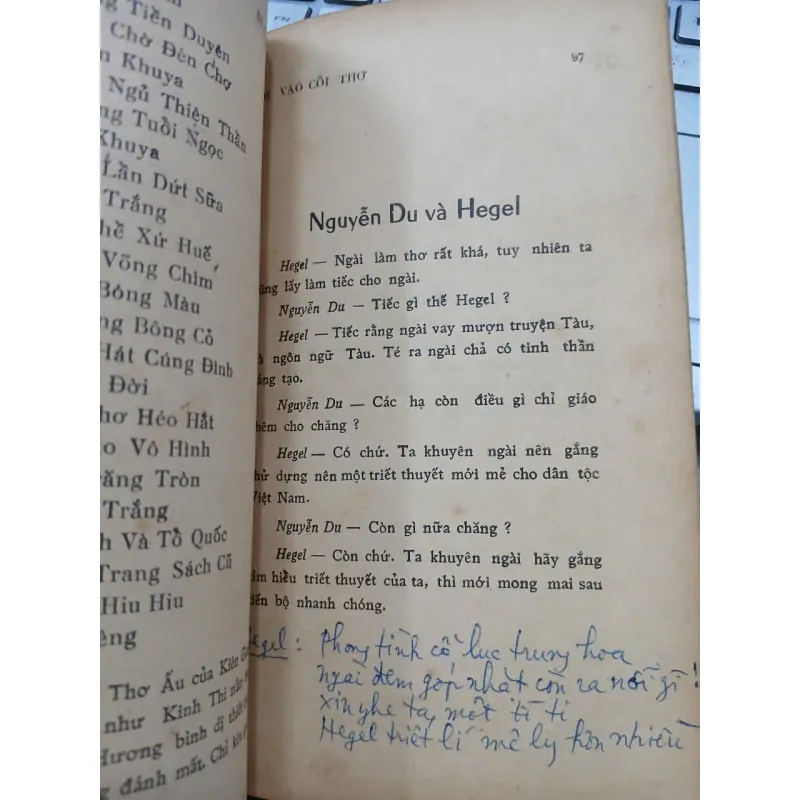 Tiền Duyên
Chờ Đèn Chợ
Khuya
Ngủ Thiện Thần
Tuổi Ngọc
Khuya
Lần Dứt Sữa
Trắng
Xứ Huế
Võng Chim
Bóng Màu
Bông Cỏ
Hát Cúng Đình
Đời
Héo Hắt
Vô Hình
Tròn
Trắng
Và Tổ Quốc
Trang Sách Cũ
Hiu Hiu
Thơ Ấu của Kiên
như Kinh Thi
Hương bình dị
đánh mất. Chỉ
VÀO CÕI THƠ
97
Nguyễn Du và Hegel
Hegel — Ngài làm thơ rất khá, tuy nhiên ta
lấy làm tiếc cho ngài.
Nguyễn Du — Tiếc gì thế Hegel ?
Hegel — Tiếc rằng ngài vay mượn truyện Tàu,
ngôn ngữ Tàu. Té ra ngài chả có tinh thần
tạo.
Nguyễn Du — Các hạ còn điều gì chỉ giáo
cho chăng ?
Hegel — Có chứ. Ta khuyên ngài nên gắng
dựng nên một triết thuyết mới mẻ cho dân tộc
Việt Nam.
Nguyễn Du — Còn gì nữa chăng ?
Hegel — Còn chứ. Ta khuyên ngài hãy gắng
hiểu triết thuyết của ta, thì mới mong mai sau
bộ nhanh chóng.
Hegel : Phong tình cổ lục trung hoa
ngài đem góp nhặt còn ra nỗi gì !
xin nghe ta một tí ti
Hegel triết lí mê ly hơn nhiều